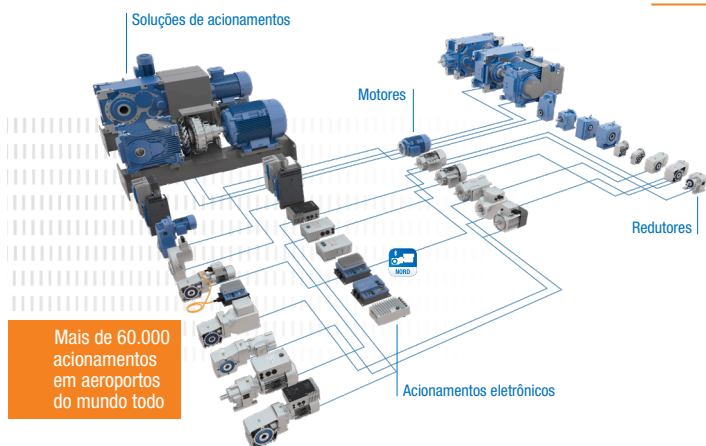 Soluções de acionamentos
Motores
Redutores
NORD
Mais de 60.000
acionamentos
em aeroportos
do mundo todo
Acionamentos eletrônicos